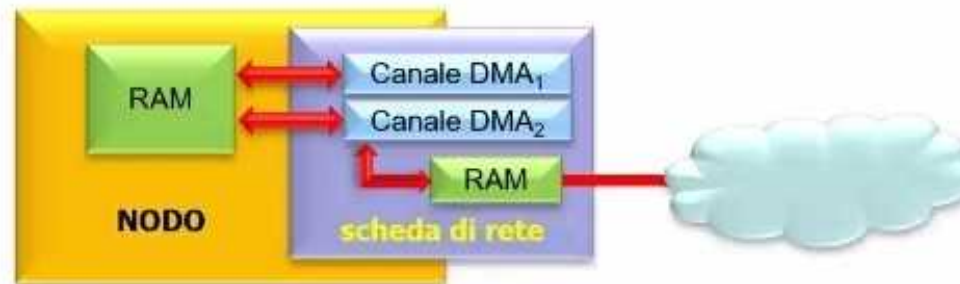 RAM
Canale DMA₁
Canale DMA₂
RAM
NODO
scheda di rete